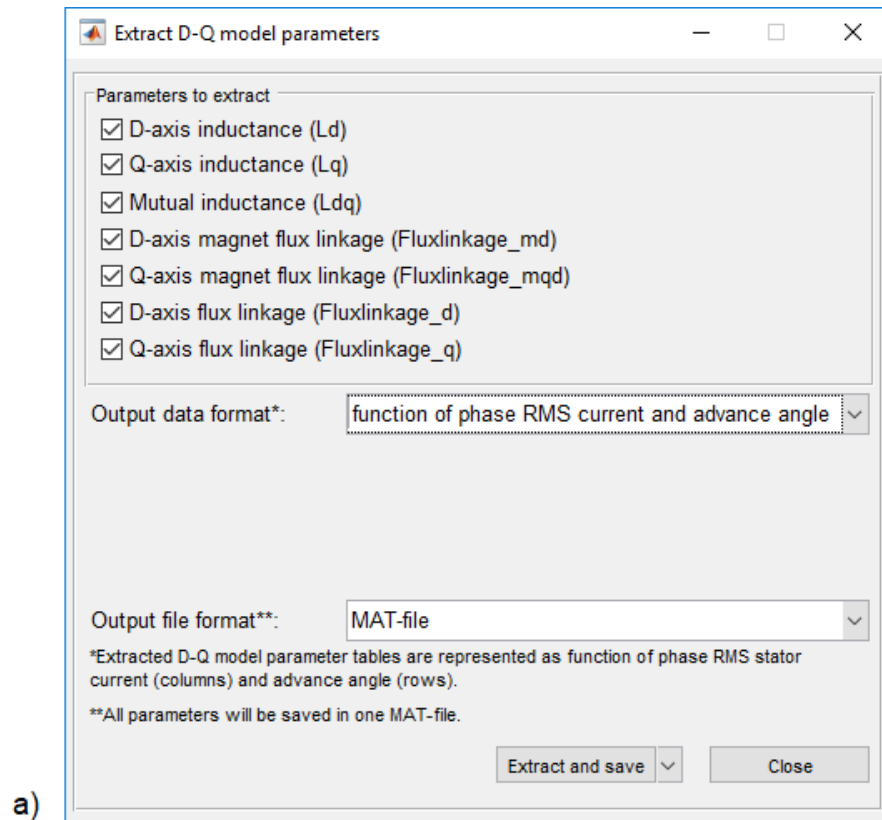 Extract D-Q model parameters
Parameters to extract
D-axis inductance (Ld)
Q-axis inductance (Lq)
Mutual inductance (Ldq)
D-axis magnet flux linkage (Fluxlinkage_md)
Q-axis magnet flux linkage (Fluxlinkage_mqd)
D-axis flux linkage (Fluxlinkage_d)
Q-axis flux linkage (Fluxlinkage_q)
Output data format*: function of phase RMS current and advance angle
Output file format**: MAT-file
*Extracted D-Q model parameter tables are represented as function of phase RMS stator
current (columns) and advance angle (rows).
**All parameters will be saved in one MAT-file.
Extract and save Close
a)